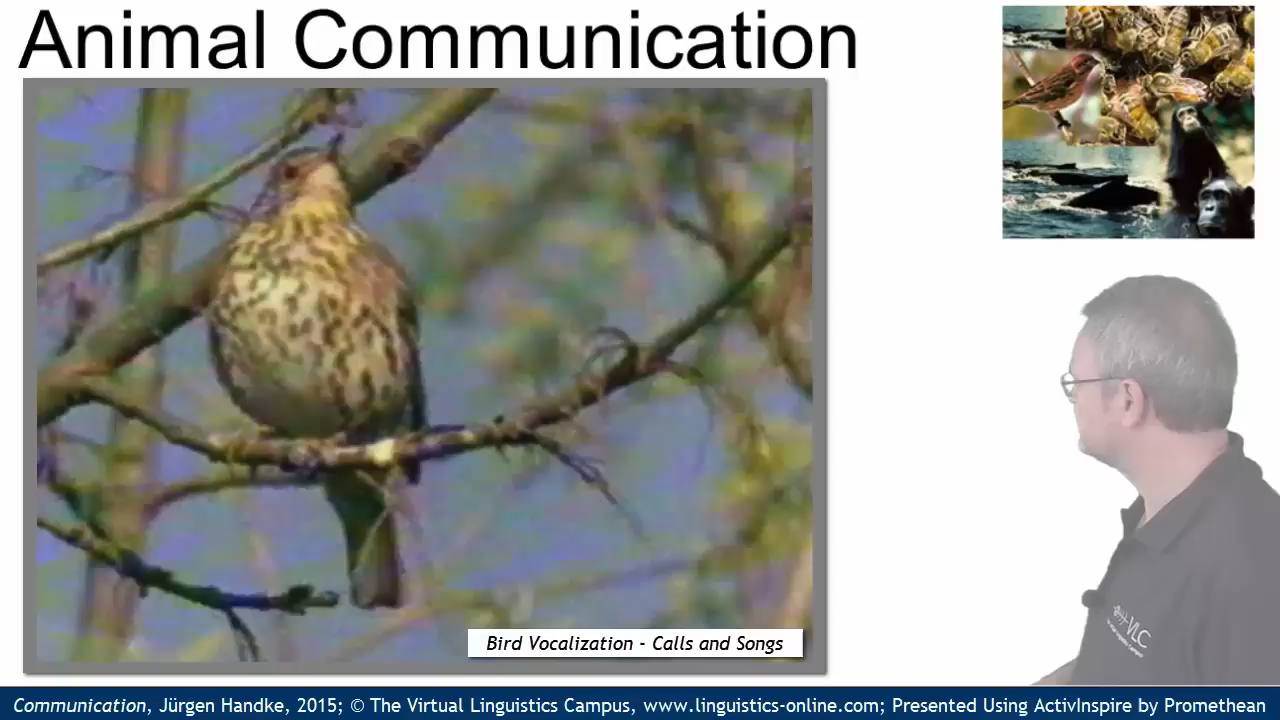 Animal Communication
Bird Vocalization - Calls and Songs
VLC
Communication, Jürgen Handke, 2015; © The Virtual Linguistics Campus, www.linguistics-online.com; Presented Using ActivInspire by Promethean